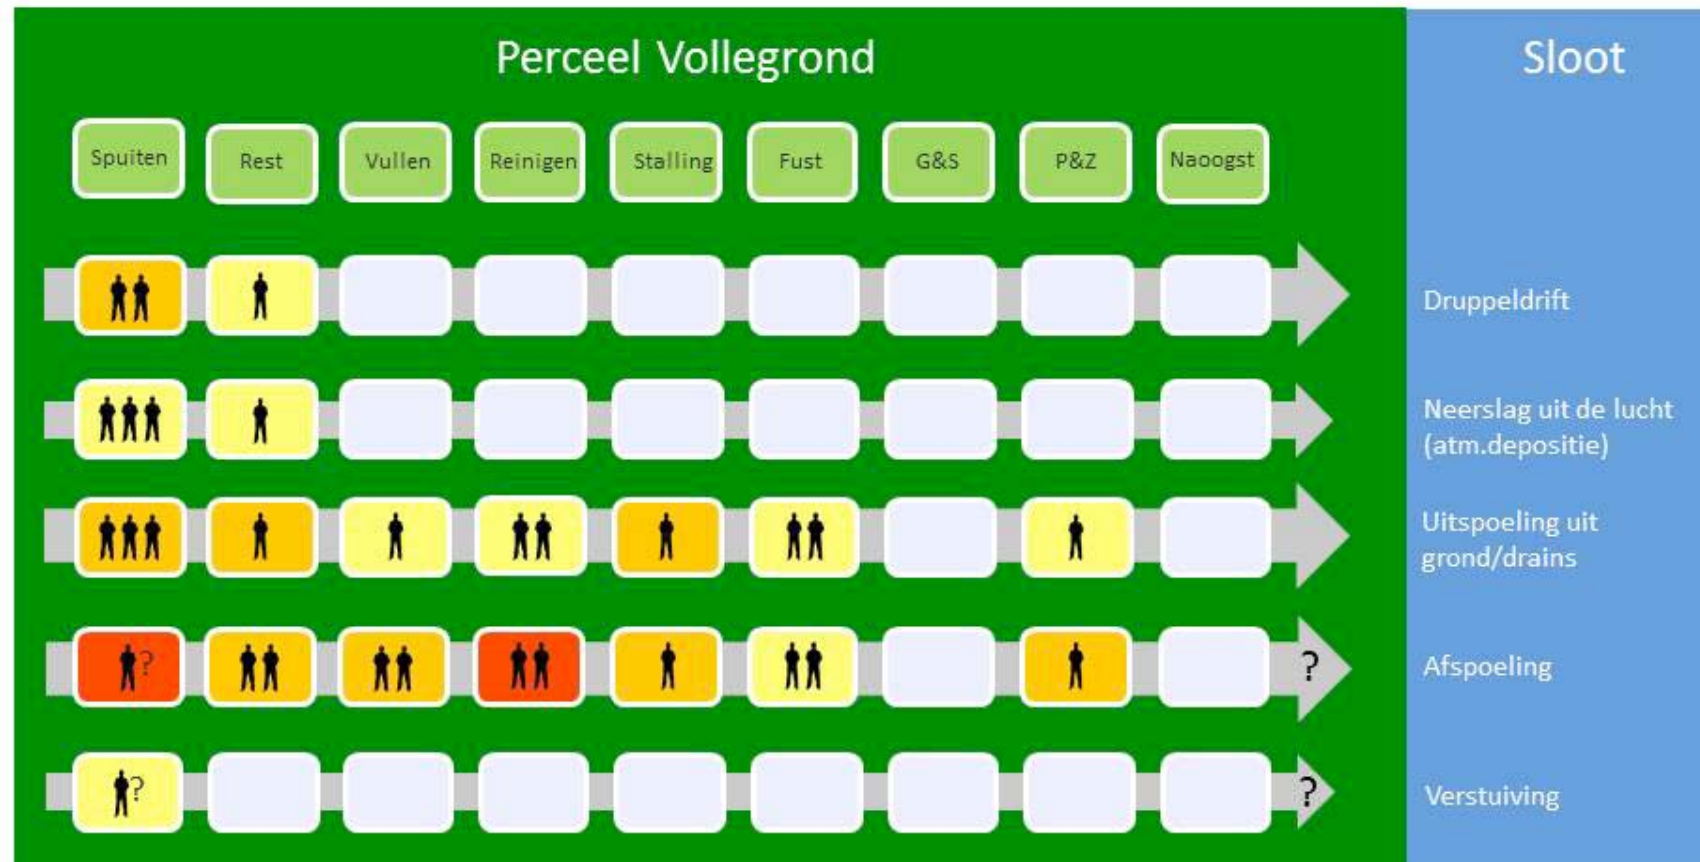 Perceel Vollegrond
Sloot
Spuiten
Rest
Vullen
Reinigen
Stalling
Fust
G&S
P&Z
Naoogst
Druppeldrift
Neerslag uit de lucht
(atm.depositie)
Uitspoeling uit
grond/drains
?
?
Afspoeling
?
?
Verstuiving